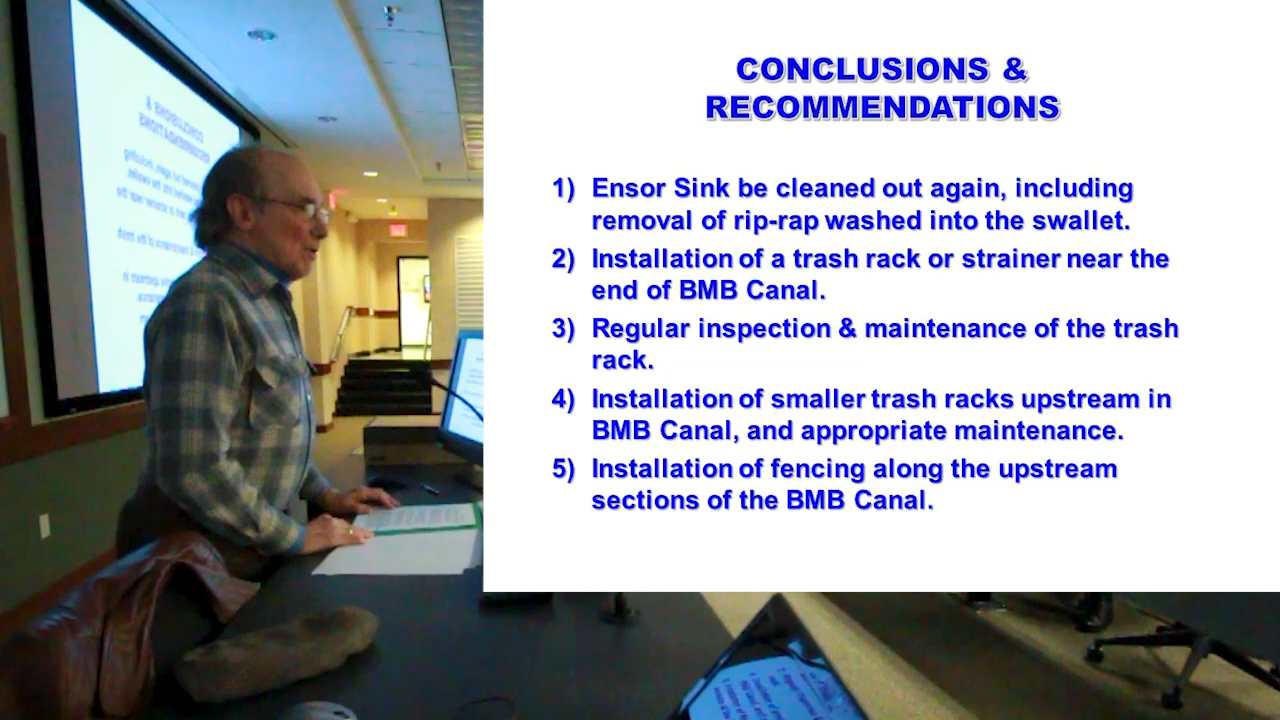 CONCLUSIONS &
RECOMMENDATIONS
1) Ensor Sink be cleaned out again, including
removal of rip-rap washed into the swallet.
2) Installation of a trash rack or strainer near the
end of BMB Canal.
3) Regular inspection & maintenance of the trash
rack.
4) Installation of smaller trash racks upstream in
BMB Canal, and appropriate maintenance.
5) Installation of fencing along the upstream
sections of the BMB Canal.
CONCLUSIONS &
RECOMMENDATIONS